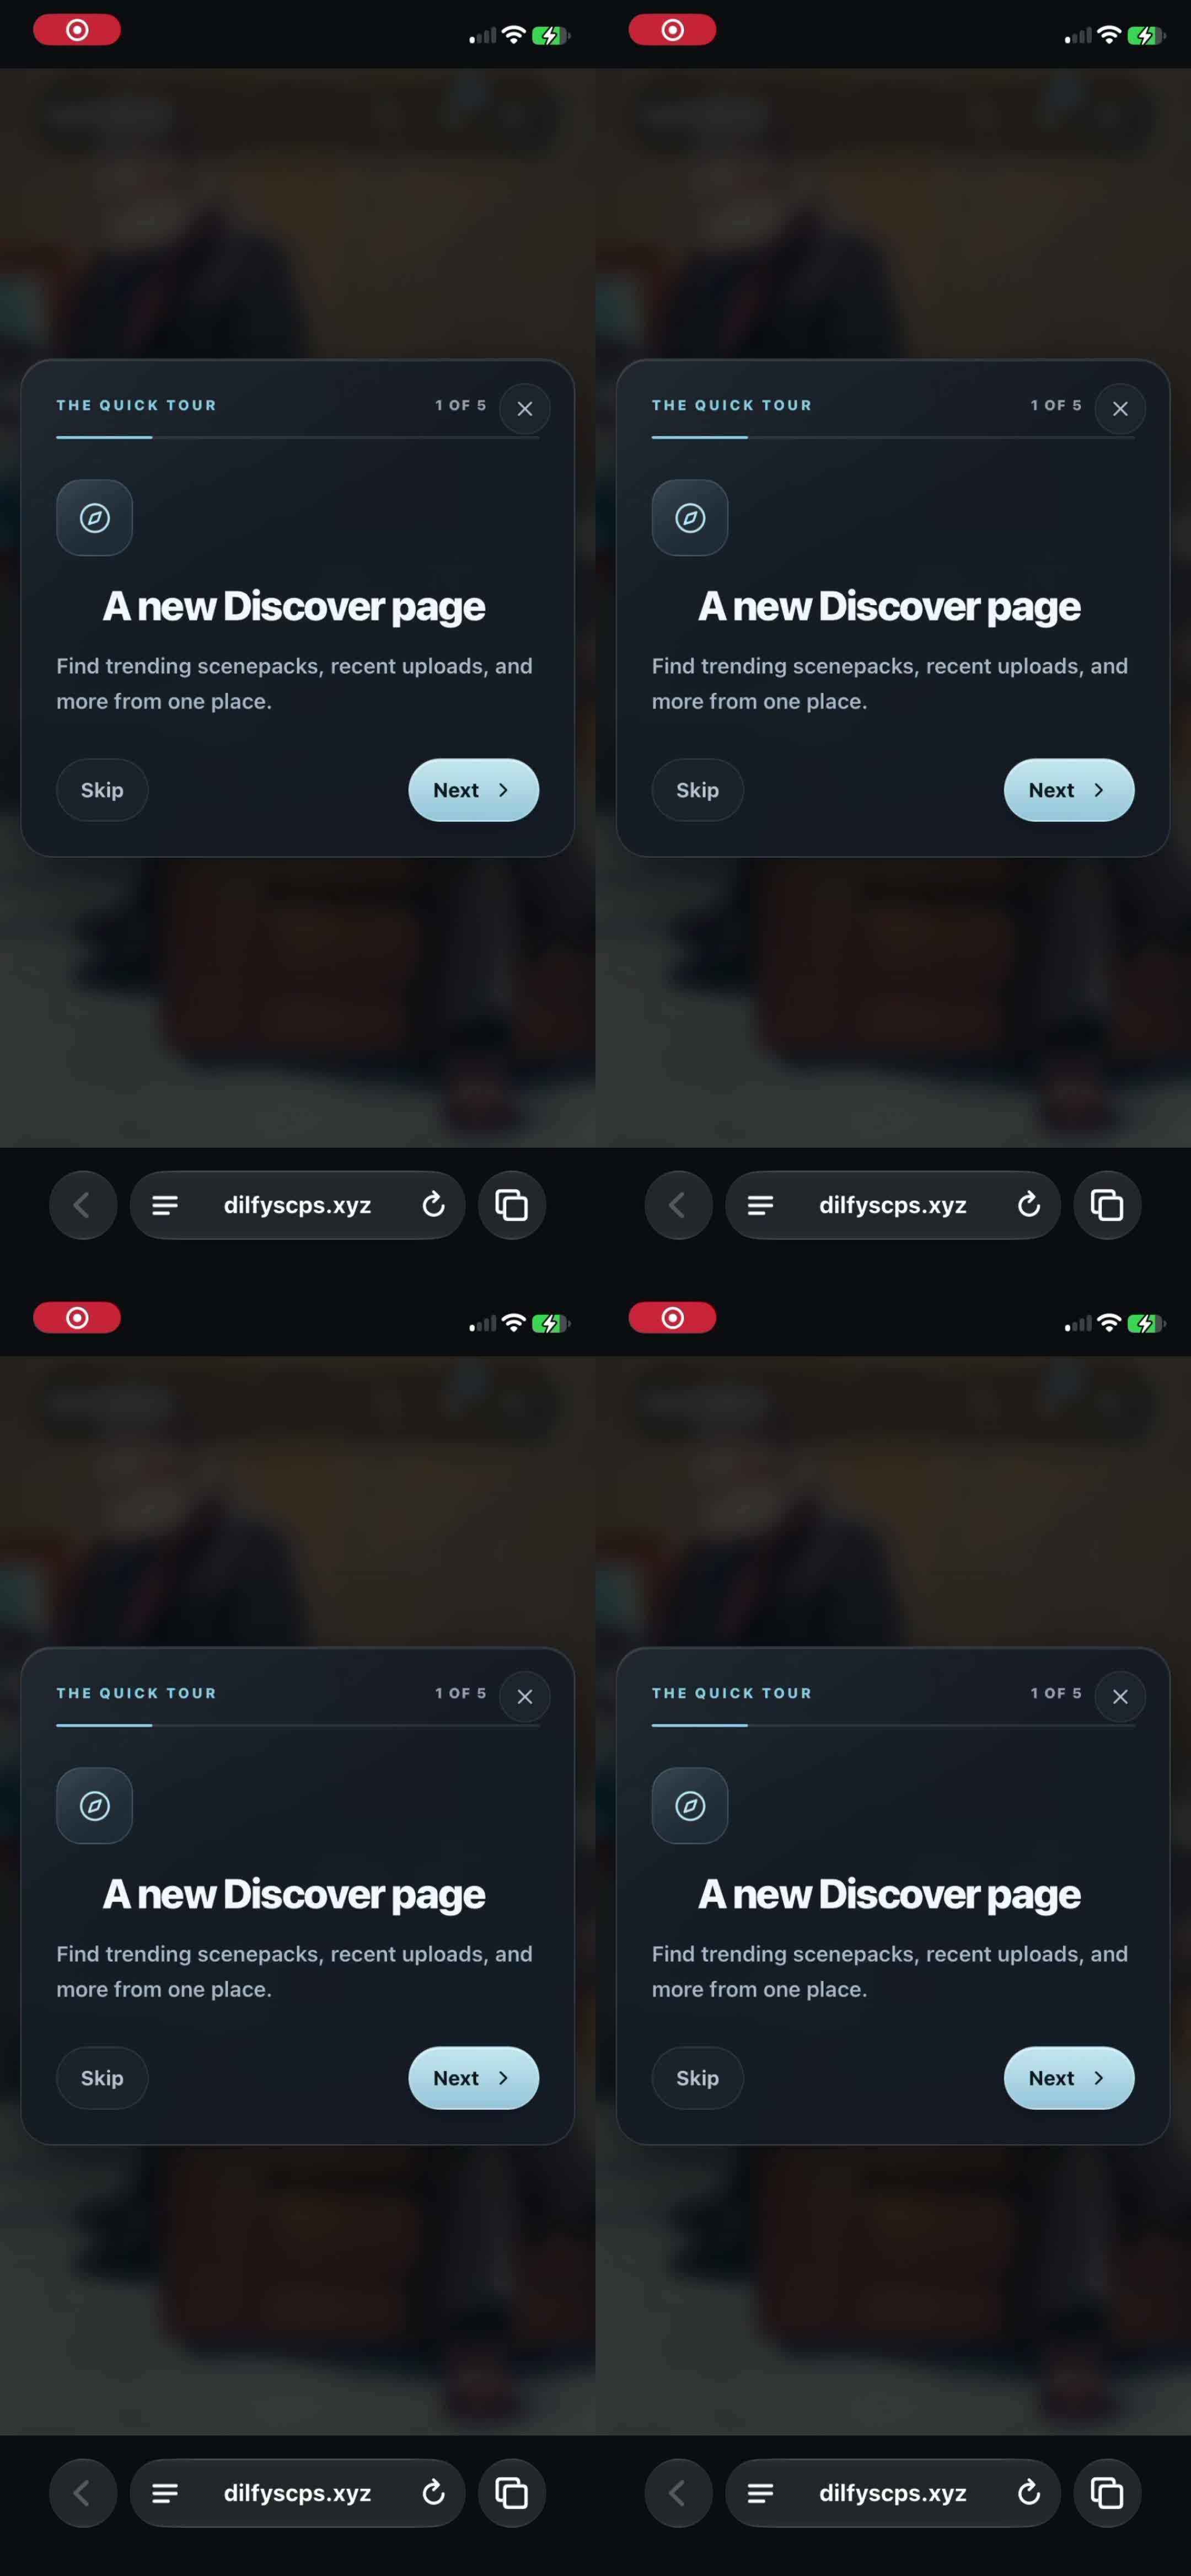 THE QUICK TOUR 1 OF 5
A new Discover page
Find trending scenepacks, recent uploads, and
more from one place.
Skip Next
dilfyscps.xyz
THE QUICK TOUR 1 OF 5
A new Discover page
Find trending scenepacks, recent uploads, and
more from one place.
Skip Next
dilfyscps.xyz
THE QUICK TOUR 1 OF 5
A new Discover page
Find trending scenepacks, recent uploads, and
more from one place.
Skip Next
dilfyscps.xyz
THE QUICK TOUR 1 OF 5
A new Discover page
Find trending scenepacks, recent uploads, and
more from one place.
Skip Next
dilfyscps.xyz